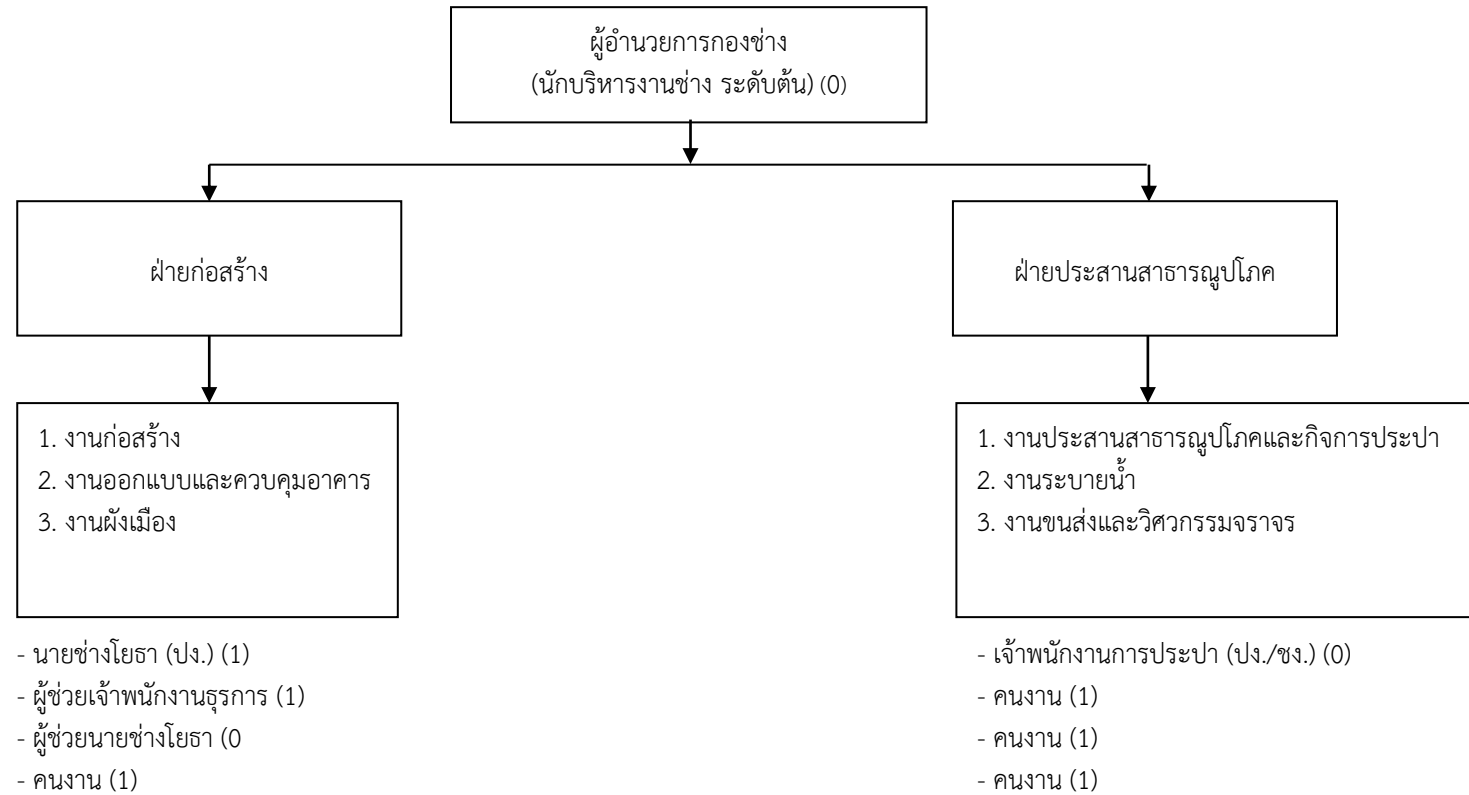 ผู้อำนวยการกองช่าง
(นักบริหารงานช่าง ระดับต้น) (0)
ฝ่ายก่อสร้าง
ฝ่ายประสานสาธารณูปโภค
1. งานก่อสร้าง
2. งานออกแบบและควบคุมอาคาร
3. งานผังเมือง
1. งานประสานสาธารณูปโภคและกิจการประปา
2. งานระบายน้ำ
3. งานขนส่งและวิศวกรรมจราจร
- นายช่างโยธา (ปง.) (1)
- ผู้ช่วยเจ้าพนักงานธุรการ (1)
- ผู้ช่วยนายช่างโยธา (0
- คนงาน (1)
- เจ้าพนักงานการประปา (ปง./ชง.) (0)
- คนงาน (1)
- คนงาน (1)
- คนงาน (1)